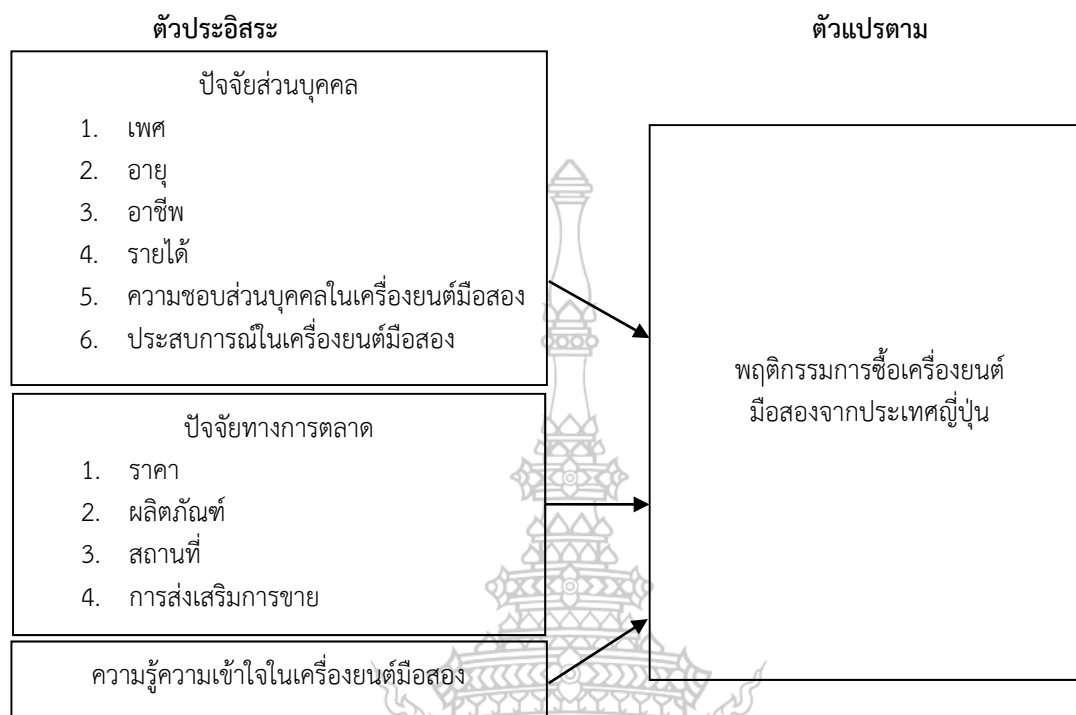 ตัวประอิสระ
ตัวแปรตาม
ปัจจัยส่วนบุคคล
1. เพศ
2. อายุ
3. อาชีพ
4. รายได้
5. ความชอบส่วนบุคคลในเครื่องยนต์มือสอง
6. ประสบการณ์ในเครื่องยนต์มือสอง
ปัจจัยทางการตลาด
1. ราคา
2. ผลิตภัณฑ์
3. สถานที่
4. การส่งเสริมการขาย
ความรู้ความเข้าใจในเครื่องยนต์มือสอง
พฤติกรรมการซื้อเครื่องยนต์
มือสองจากประเทศญี่ปุ่น